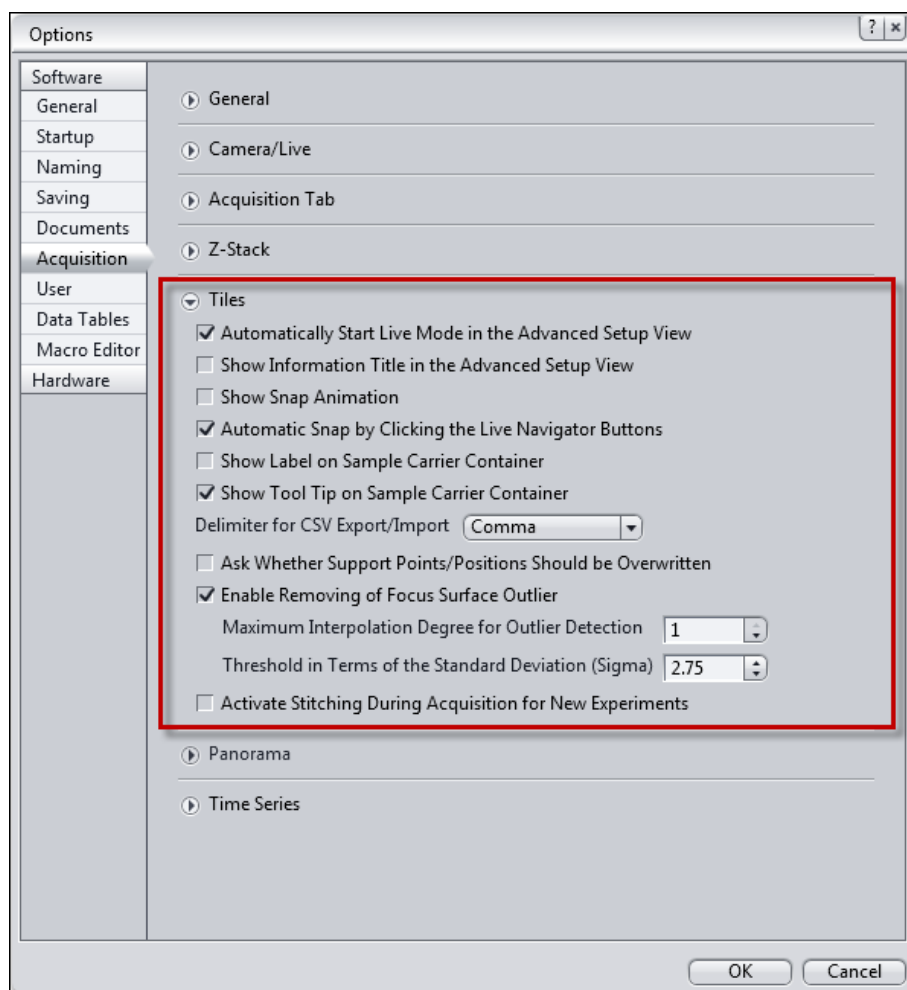 Options
Software
General
Startup
Naming
Saving
Documents
Acquisition
User
Data Tables
Macro Editor
Hardware
General
Camera/Live
Acquisition Tab
Z-Stack
Tiles
Automatically Start Live Mode in the Advanced Setup View
Show Information Title in the Advanced Setup View
Show Snap Animation
Automatic Snap by Clicking the Live Navigator Buttons
Show Label on Sample Carrier Container
Show Tool Tip on Sample Carrier Container
Delimiter for CSV Export/Import Comma
Ask Whether Support Points/Positions Should be Overwritten
Enable Removing of Focus Surface Outlier
Maximum Interpolation Degree for Outlier Detection 1
Threshold in Terms of the Standard Deviation (Sigma) 2.75
Activate Stitching During Acquisition for New Experiments
Panorama
Time Series
OK Cancel